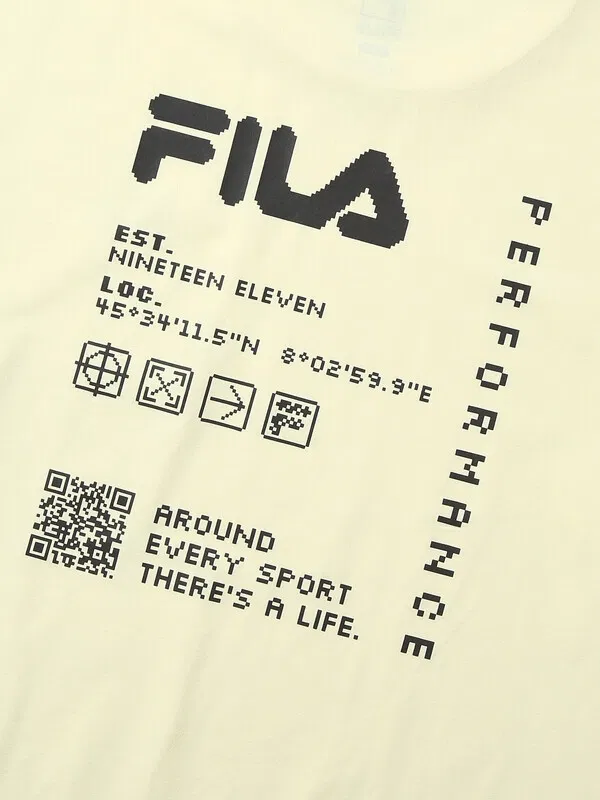 FILA
EST.
NINETEEN ELEVEN
LOC.
45°34'11.5"N 8°02'59.9"E
AROUND
EVERY SPORT
THERE'S A LIFE.
PERFORMANCE